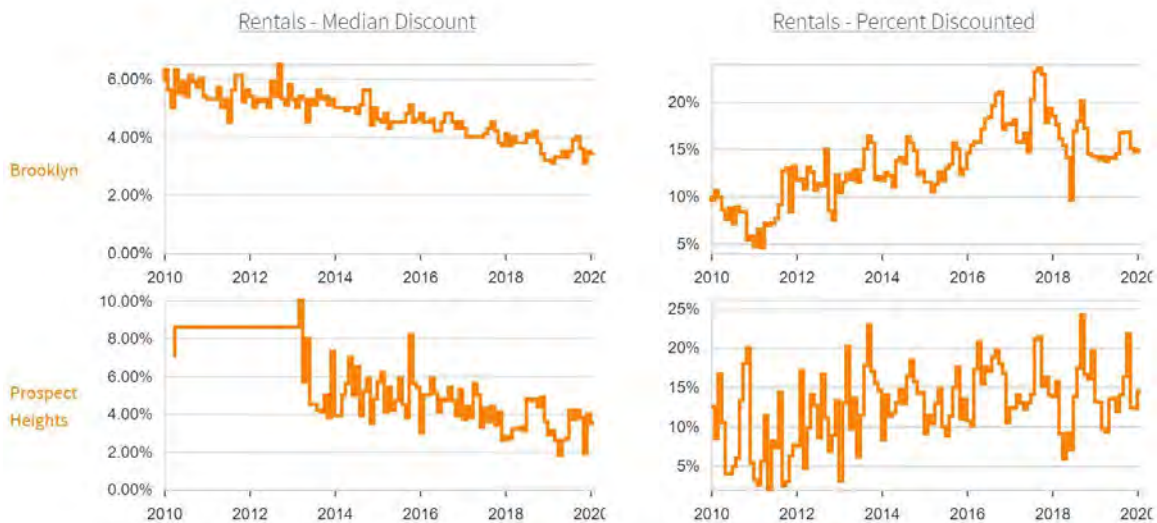 Rentals - Median Discount
Rentals - Percent Discounted
Brooklyn
6.00%
4.00%
2.00%
0.00%
2010 2012 2014 2016 2018 2020
20%
15%
10%
5%
2010 2012 2014 2016 2018 2020
Prospect
Heights
10.00%
8.00%
6.00%
4.00%
2.00%
0.00%
2010 2012 2014 2016 2018 2020
25%
20%
15%
10%
5%
2010 2012 2014 2016 2018 2020